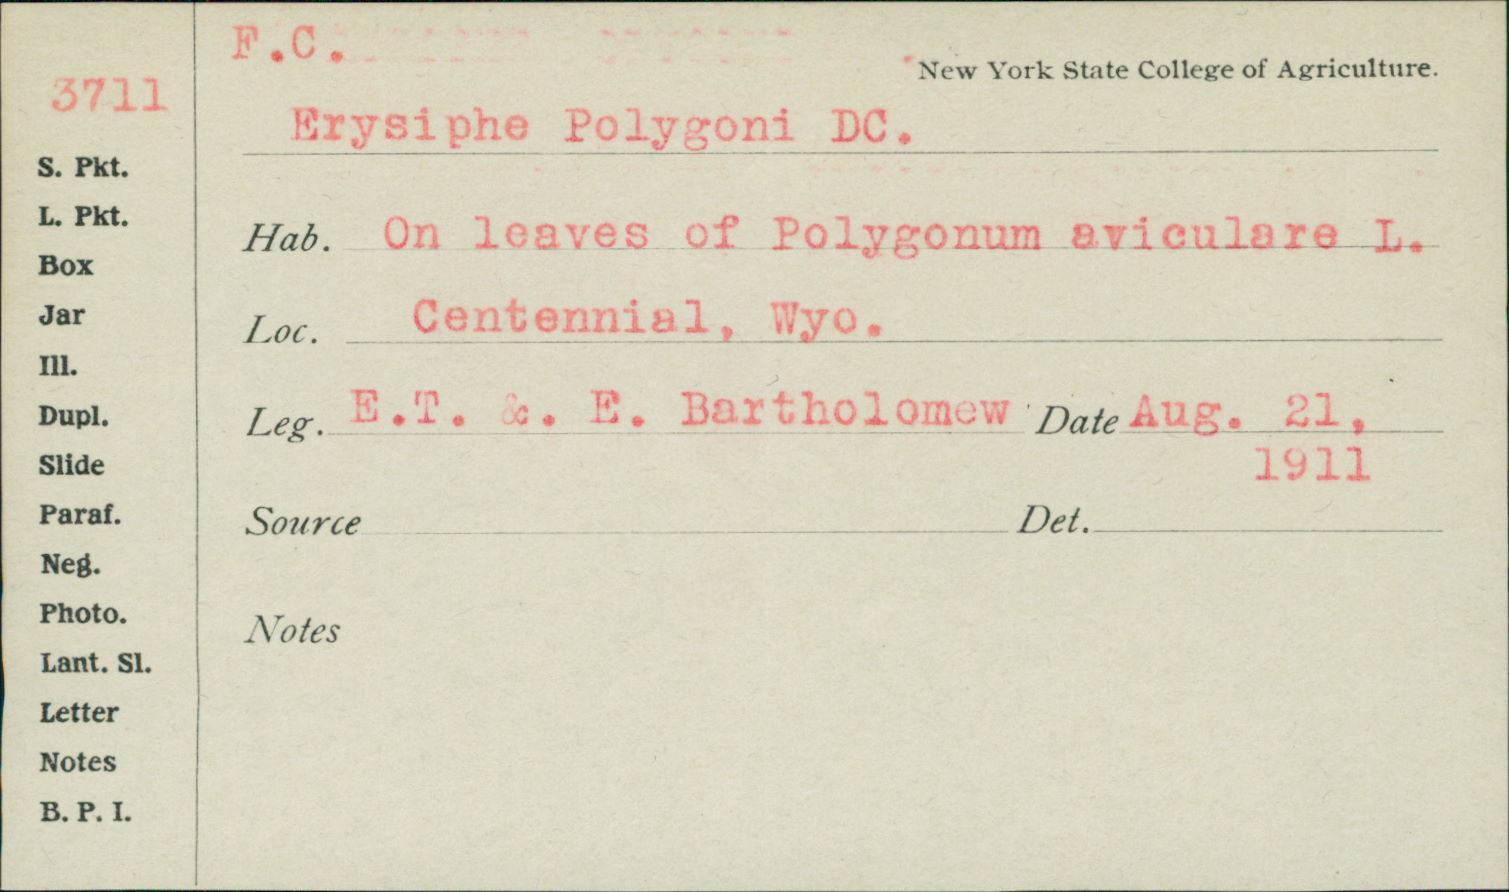 F.C.
New York State College of Agriculture.
3711
Erysiphe Polygoni DC.
S. Pkt.
L. Pkt.
Hab. On leaves of Polygonum aviculare L.
Box
Jar
Loc. Centennial, Wyo.
Ill.
Dupl.
Leg. E.T. &. E. Bartholomew Date Aug. 21,
1911
Slide
Paraf.
Source Det.
Neg.
Photo.
Notes
Lant. Sl.
Letter
Notes
B. P. I.